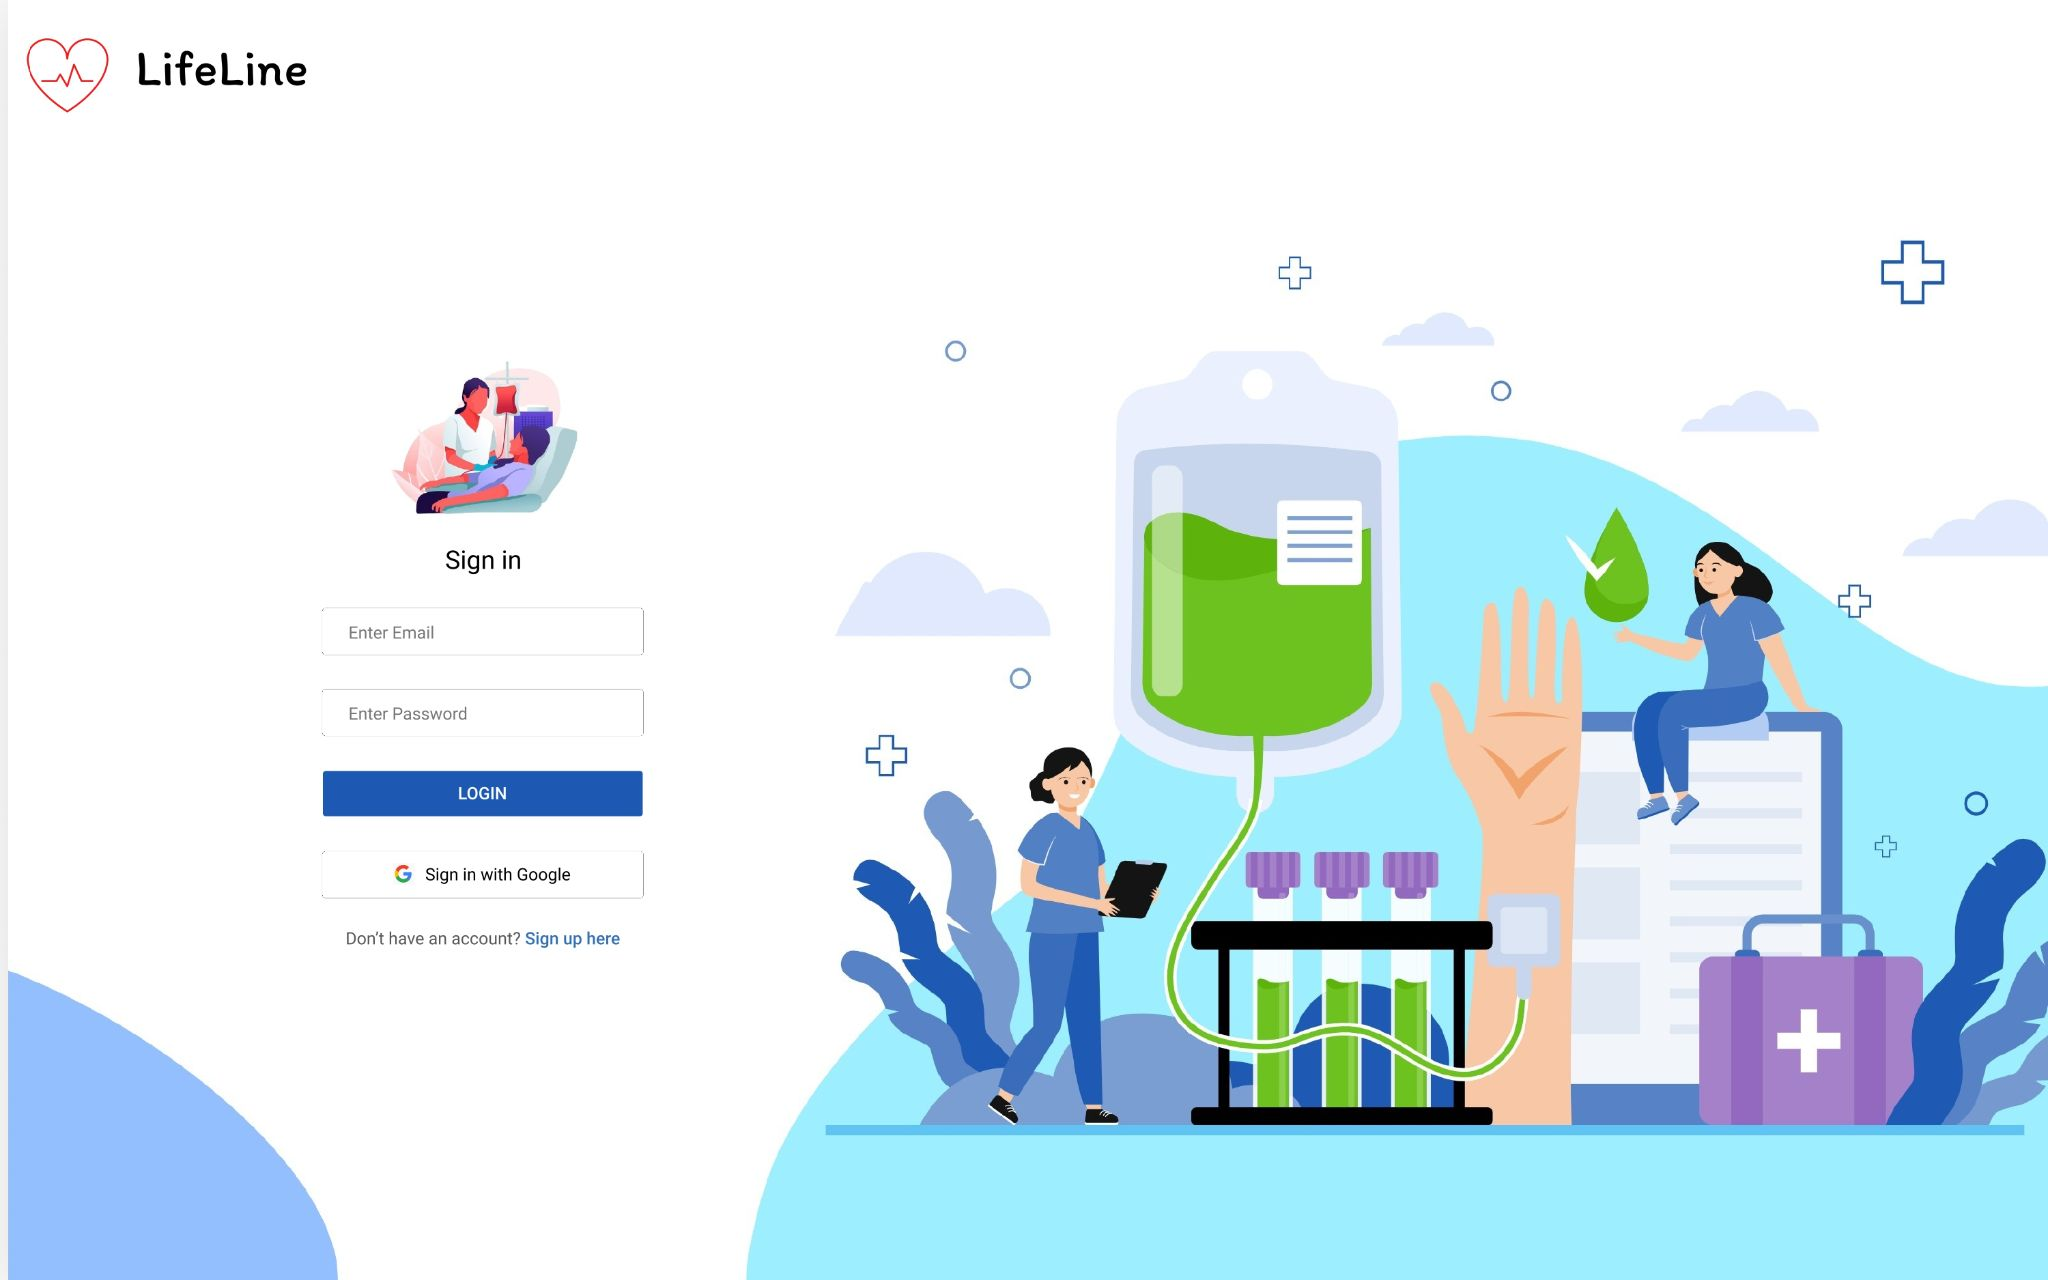 LifeLine
Sign in
Enter Email
Enter Password
LOGIN
Sign in with Google
Don’t have an account? Sign up here